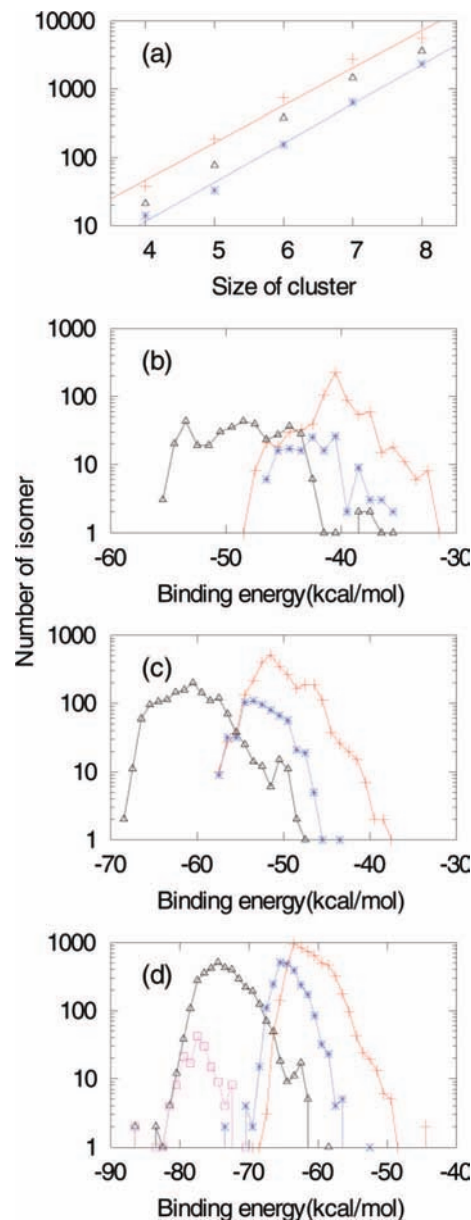 10000
(a)
1000
100
10
4 5 6 7 8
Size of cluster
1000
(b)
100
10
1
-60 -50 -40 -30
Binding energy(kcal/mol)
Number of isomer
1000
(c)
100
10
1
-70 -60 -50 -40 -30
Binding energy(kcal/mol)
1000
(d)
100
10
1
-90 -80 -70 -60 -50 -40
Binding energy(kcal/mol)